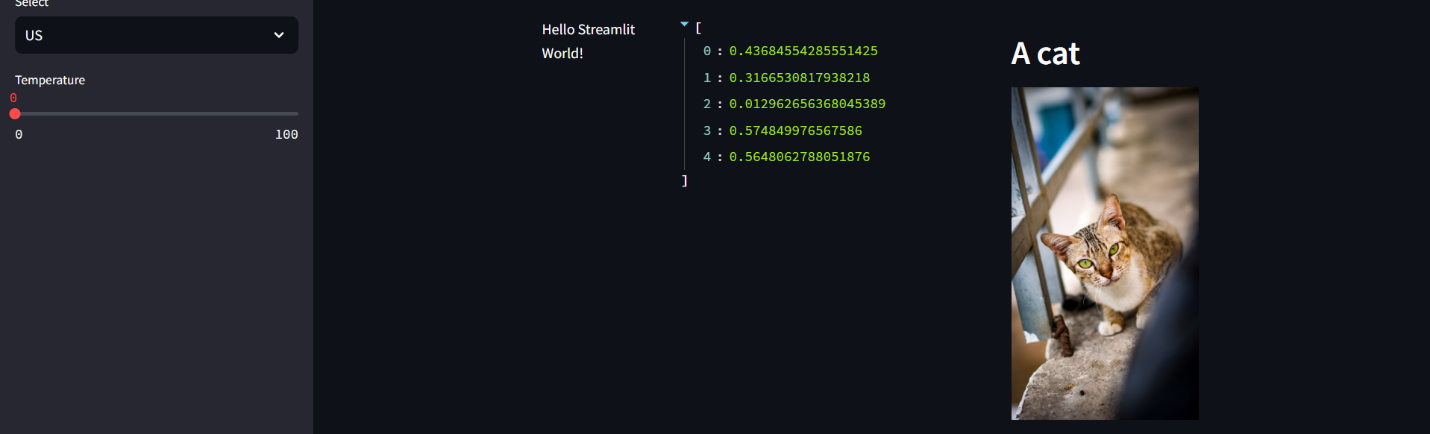 Select
US
Temperature
0
0 100
Hello Streamlit
World!
[
0 : 0.43684554285551425
1 : 0.3166530817938218
2 : 0.012962656368045389
3 : 0.574849976567586
4 : 0.5648062788051876
]
A cat